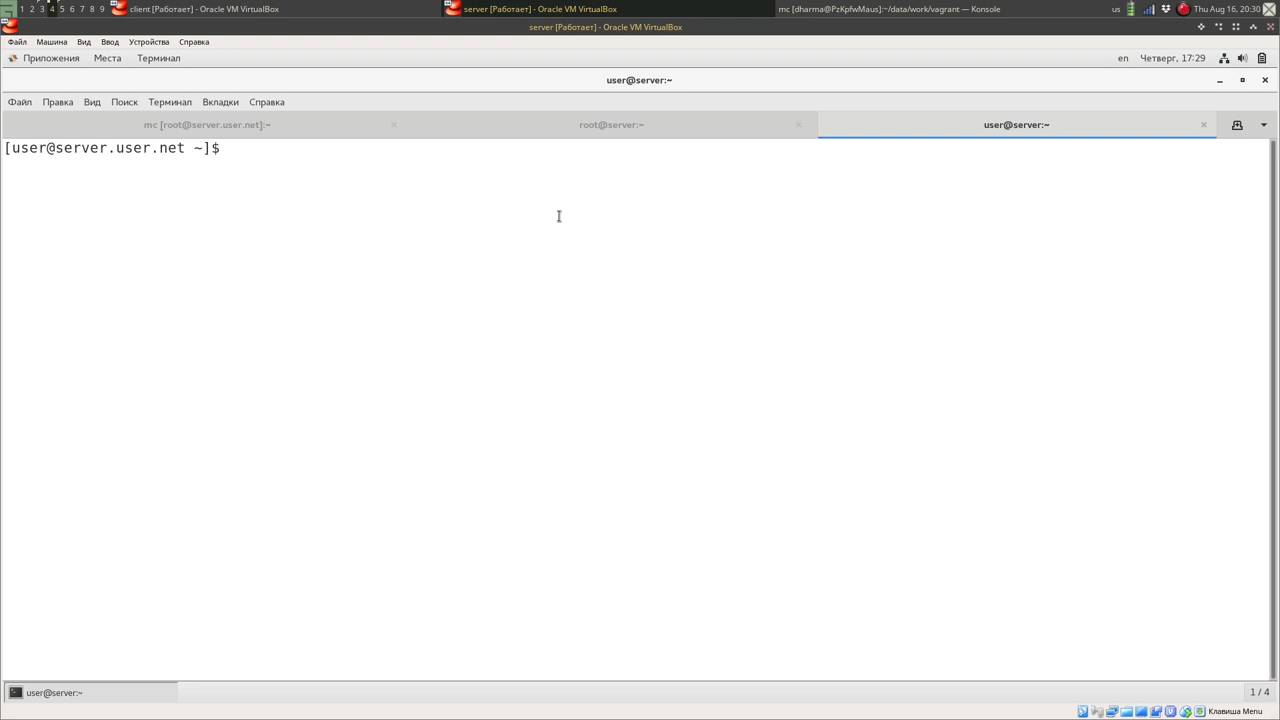 1 2 3 4 5 6 7 8 9 client [Работает] - Oracle VM VirtualBox server [Работает] - Oracle VM VirtualBox mc [dharma@PzKpfwMaus]:~/data/work/vagrant — Konsole us Thu Aug 16, 20:30
server [Работает] - Oracle VM VirtualBox
Файл Машина Вид Ввод Устройства Справка
Приложения Места Терминал en Четверг, 17:29
user@server:~
Файл Правка Вид Поиск Терминал Вкладки Справка
mc [root@server.user.net]:~ root@server:~ user@server:~
[user@server.user.net ~]$
user@server:~ 1 / 4
Клавиша Menu